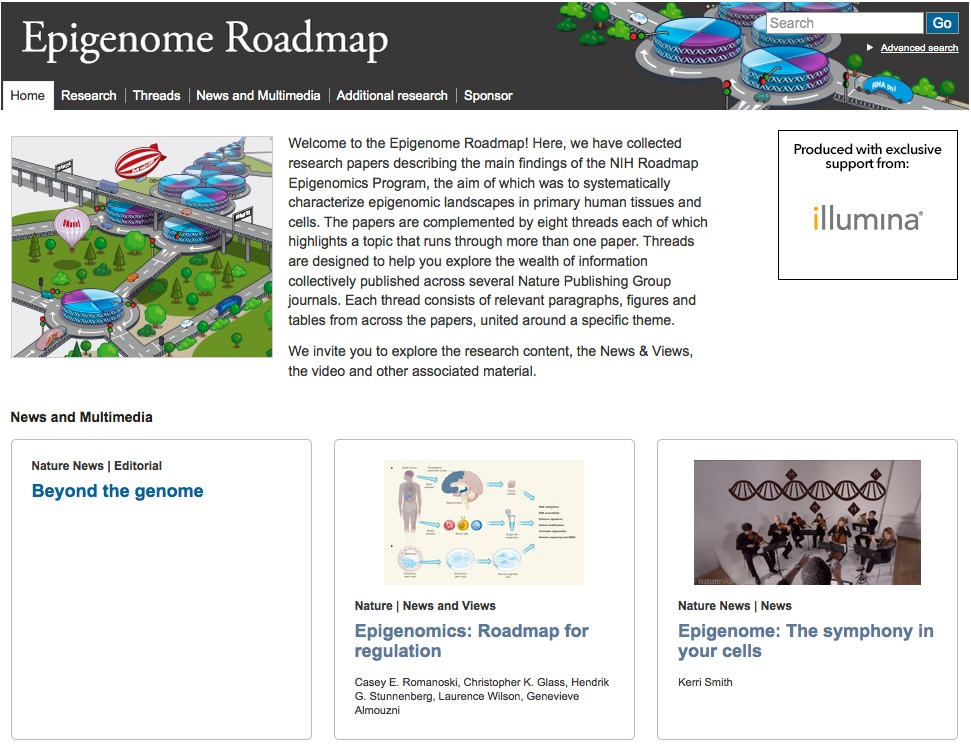 Epigenome Roadmap
Search
Go
Advanced search
RNA pol
Home
Research
Threads
News and Multimedia
Additional research
Sponsor
Welcome to the Epigenome Roadmap! Here, we have collected
research papers describing the main findings of the NIH Roadmap
Epigenomics Program, the aim of which was to systematically
characterize epigenomic landscapes in primary human tissues and
cells. The papers are complemented by eight threads each of which
highlights a topic that runs through more than one paper. Threads
are designed to help you explore the wealth of information
collectively published across several Nature Publishing Group
journals. Each thread consists of relevant paragraphs, figures and
tables from across the papers, united around a specific theme.
We invite you to explore the research content, the News & Views,
the video and other associated material.
Produced with exclusive
support from:
illumina®
News and Multimedia
Nature News | Editorial
Beyond the genome
Nature | News and Views
Epigenomics: Roadmap for
regulation
Casey E. Romanoski, Christopher K. Glass, Hendrik
G. Stunnenberg, Laurence Wilson, Genevieve
Almouzni
naturevideo
Nature News | News
Epigenome: The symphony in
your cells
Kerri Smith